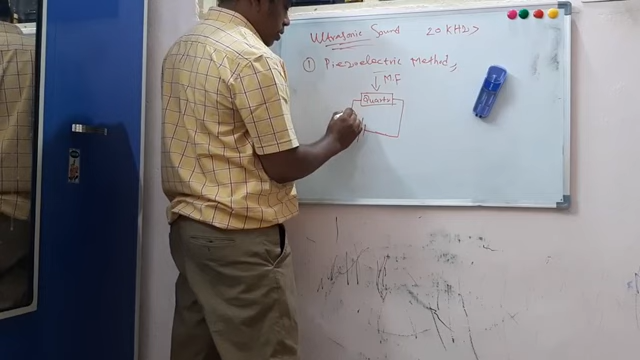 Ultrasonic Sound 20 KHz >
① Piezoelectric Method
MF
Quartz